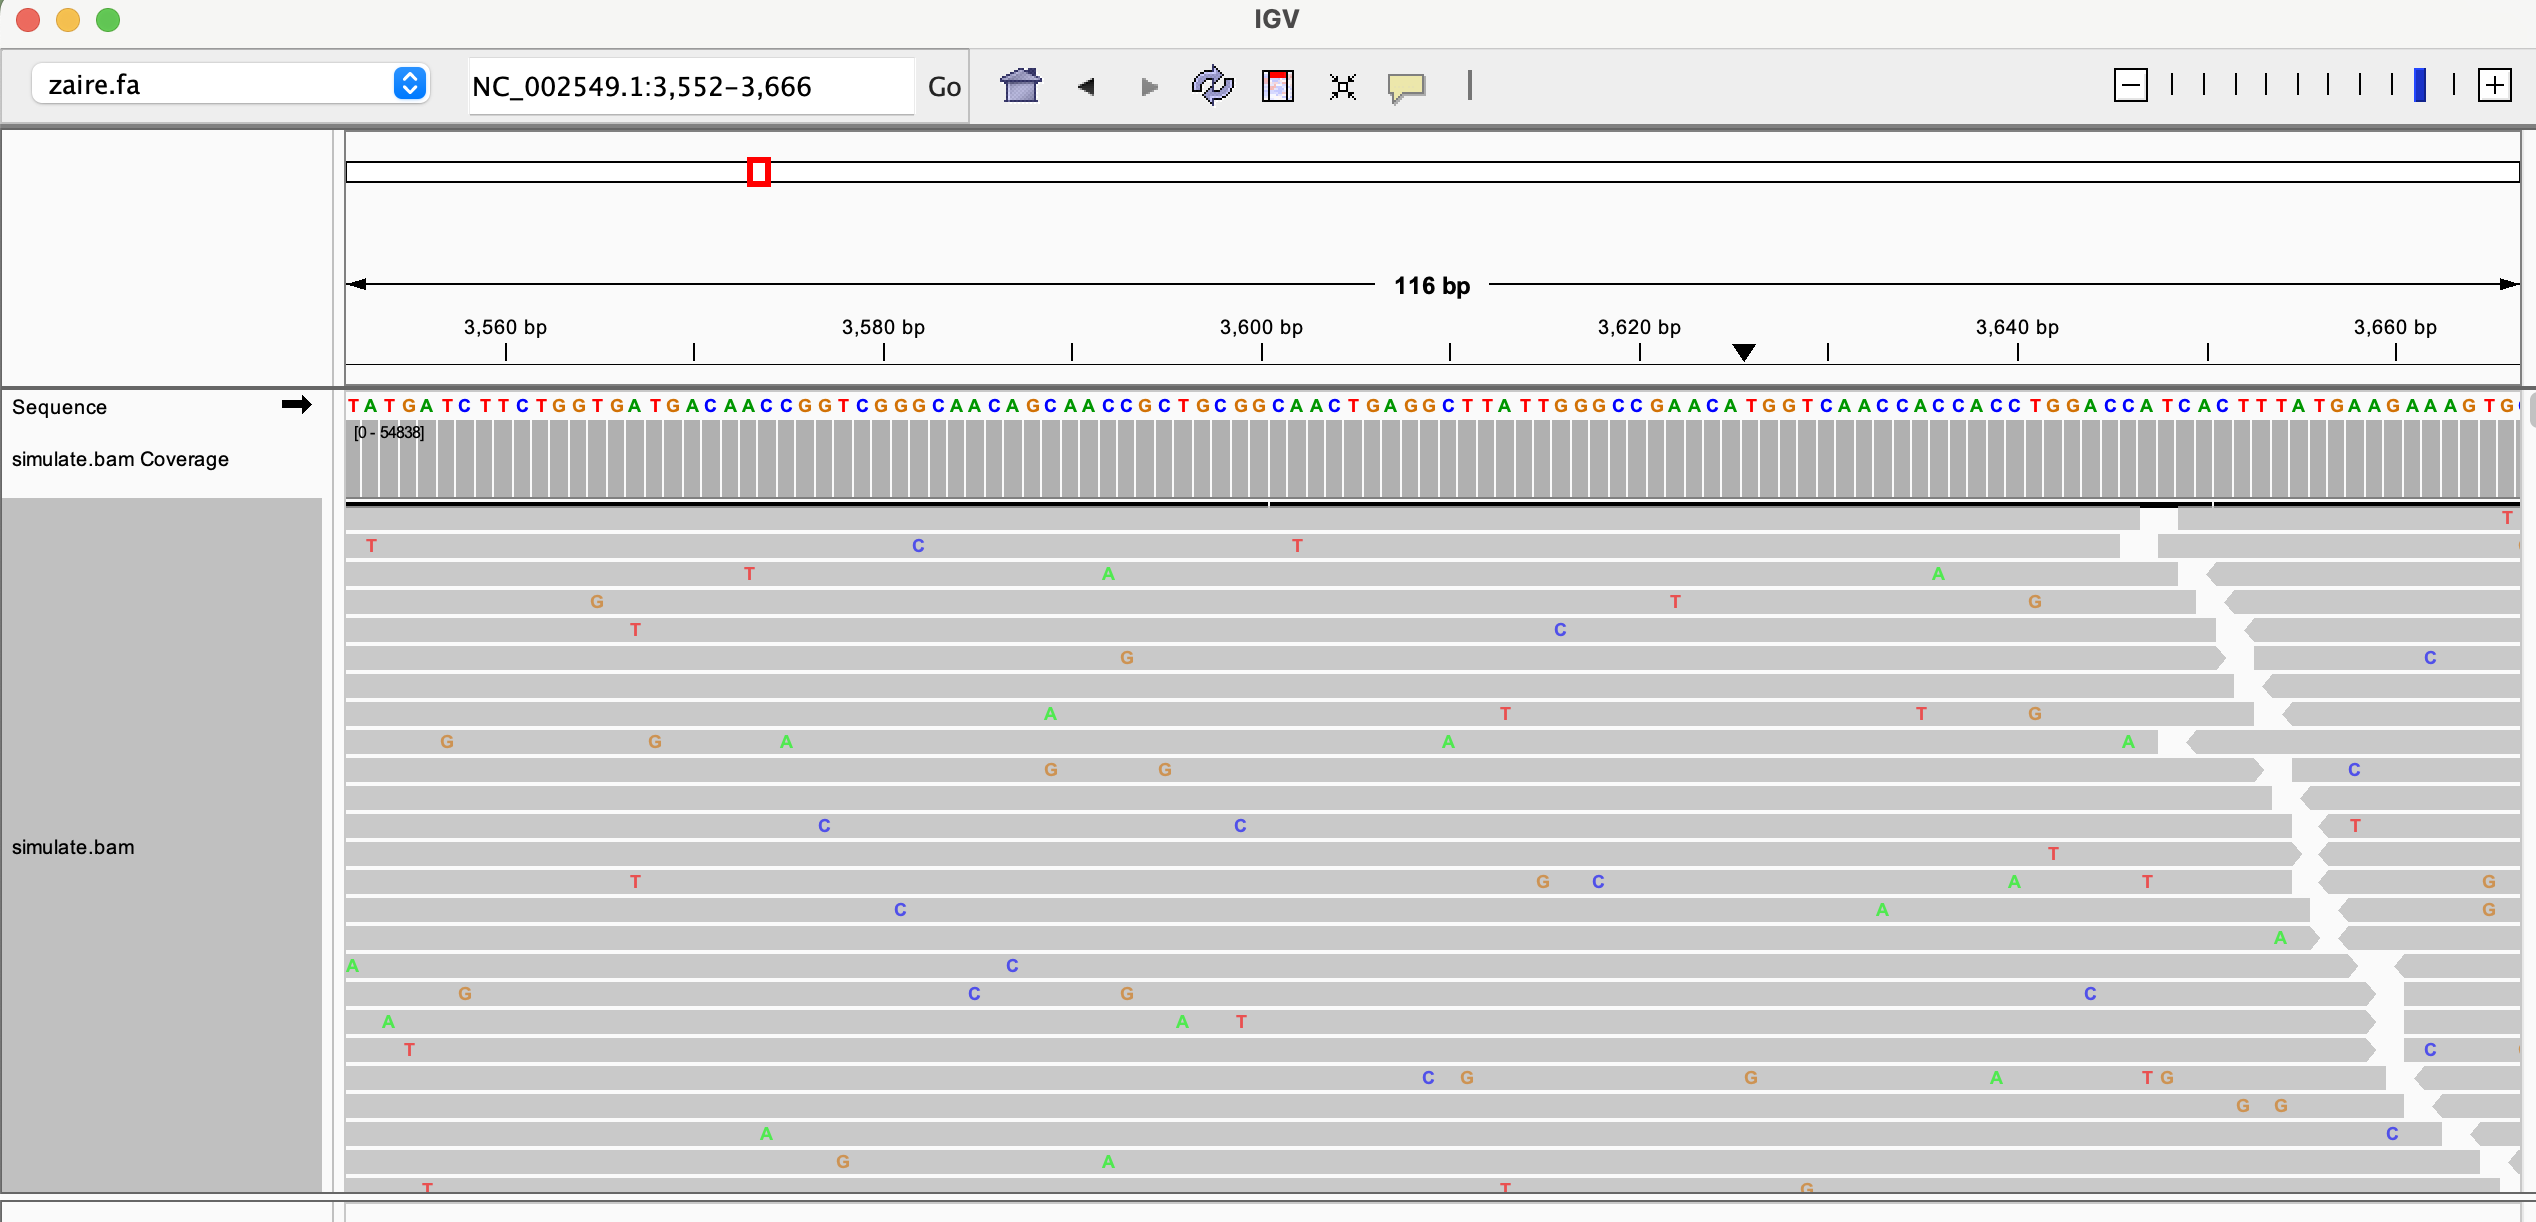 IGV
zaire.fa NC_002549.1:3,552–3,666 Go
116 bp
3,560 bp 3,580 bp 3,600 bp 3,620 bp 3,640 bp 3,660 bp
Sequence T A T G A T C T T C T G G T G A T G A C A A C C G G T C G G G C A A C A G C A A C C G C T G C G G C A A C T G A G G C T T A T T G G G C C G A A C A T G G T C A A C C A C C A C C T G G A C C A T C A C T T T A T G A A G A A A G T G
[0 - 54838]
simulate.bam Coverage
T
T C T
T A A
G T G
T C
G C
A T T G
G G A A A
G G C
C C T
T
simulate.bam
T G C A T G
C A G
A
A C
G C G C
A A T
T C
C G G A T G
G G
A C
G A
T T G